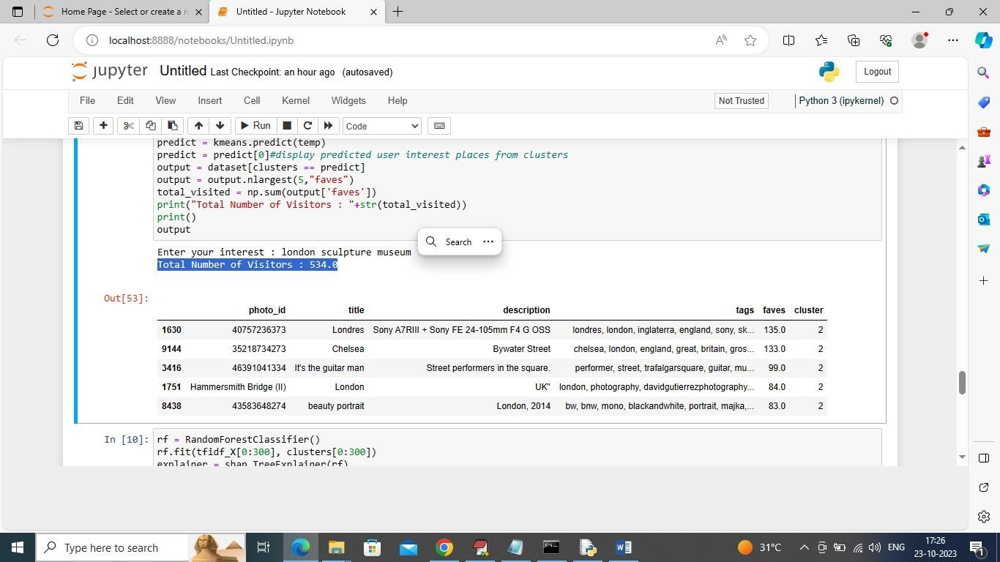 Home Page - Select or create a n
Untitled - Jupyter Notebook
localhost:8888/notebooks/Untitled.ipynb
jupyter Untitled Last Checkpoint: an hour ago (autosaved)
Logout
File Edit View Insert Cell Kernel Widgets Help
Not Trusted
Python 3 (ipykernel)
Run
Code
predict = kmeans.predict(temp)
predict = predict[0]#display predicted user interest places from clusters
output = dataset[clusters == predict]
output = output.nlargest(5,"faves")
total_visited = np.sum(output['faves'])
print("Total Number of Visitors : "+str(total_visited))
print()
output
Search
Enter your interest : london sculpture museum
Total Number of Visitors : 534.0
Out[53]:
photo_id title description tags faves cluster
1630 40757236373 Londres Sony A7RIII + Sony FE 24-105mm F4 G OSS londres, london, inglaterra, england, sony, sk... 135.0 2
9144 35218734273 Chelsea Bywater Street chelsea, london, england, great, britain, gros... 133.0 2
3416 46391041334 It's the guitar man Street performers in the square. performer, street, trafalgarsquare, guitar, mu... 99.0 2
1751 Hammersmith Bridge (II) London UK" london, photography, davidgutierrezphotography... 84.0 2
8438 43583648274 beauty portrait London, 2014 bw, bnw, mono, blackandwhite, portrait, majka,... 83.0 2
In [10]: rf = RandomForestClassifier()
rf.fit(tfidf_X[0:300], clusters[0:300])
explainer = shap.TreeExplainer(rf)
Type here to search
31°C
ENG
17:26
23-10-2023
1